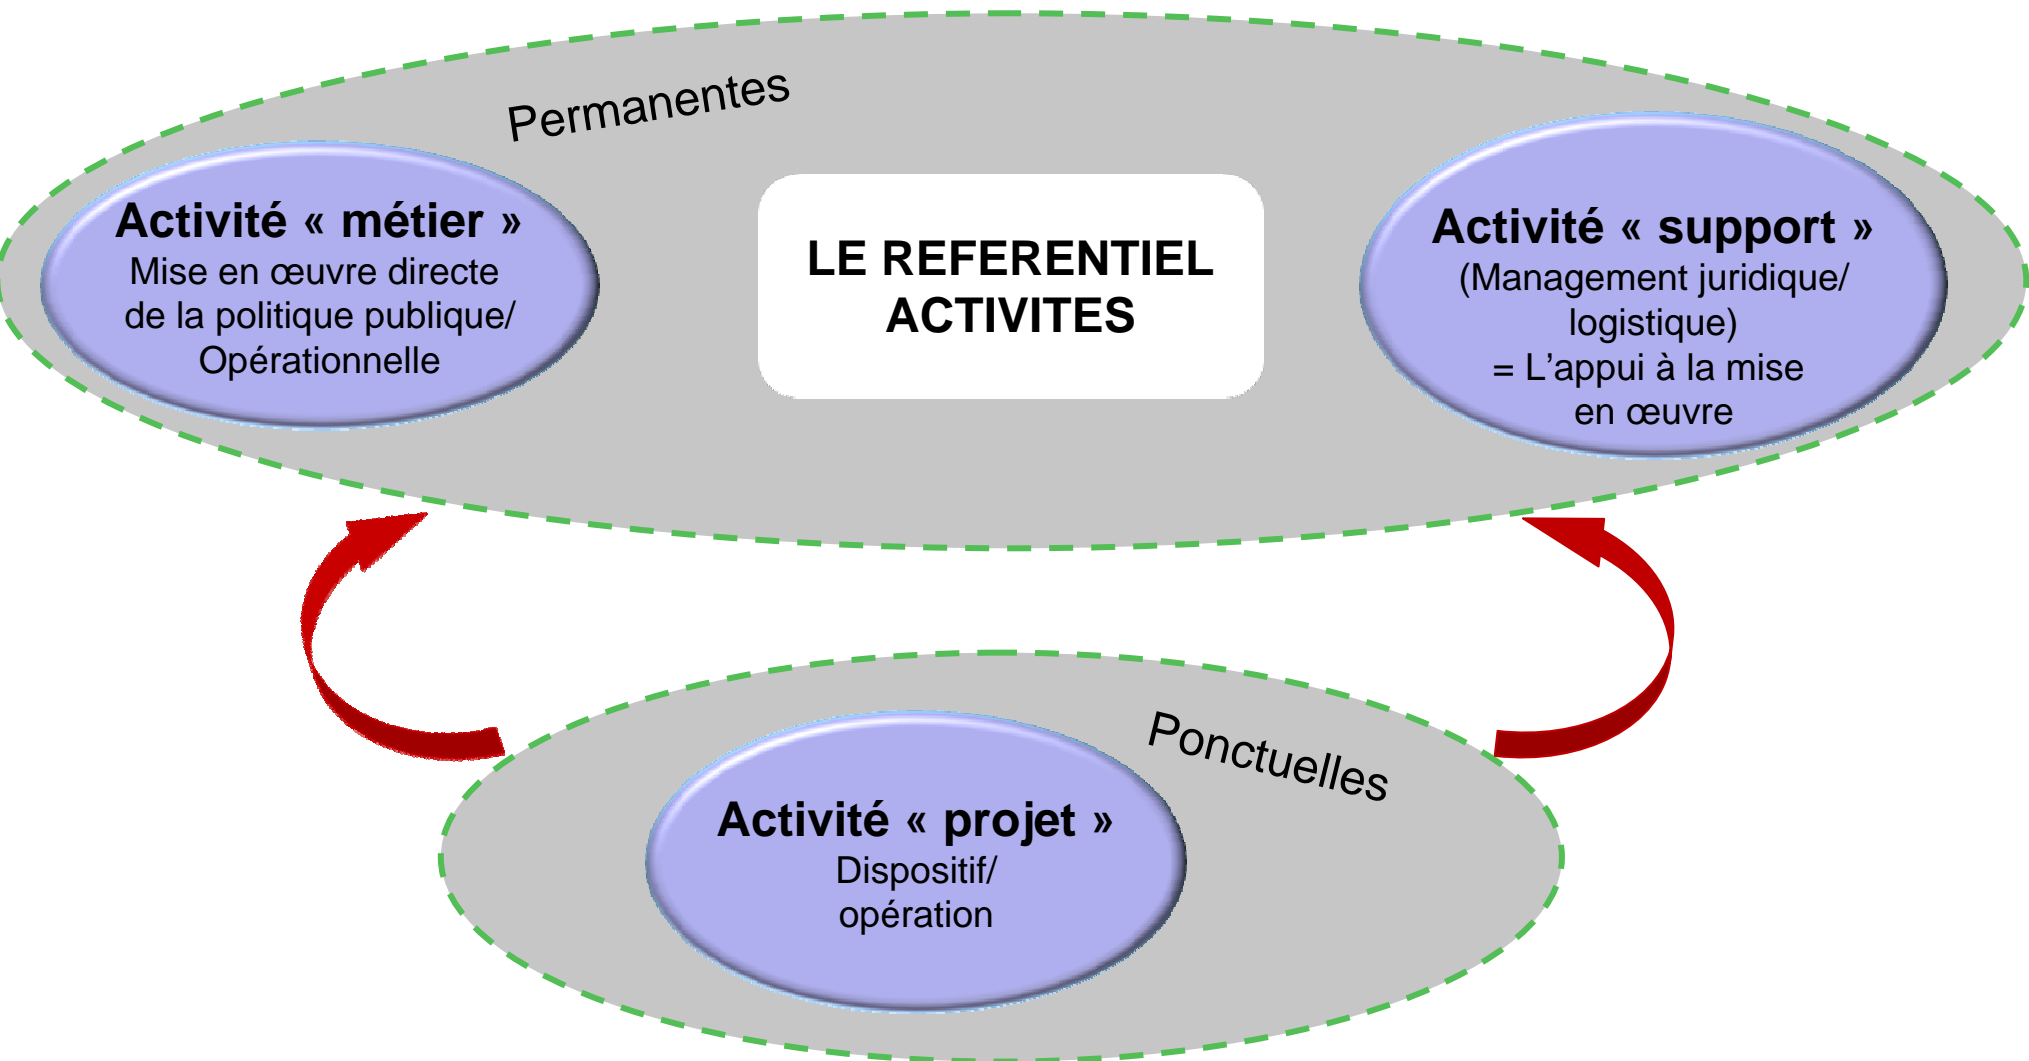 Permanentes
Activité « métier »
Mise en œuvre directe
de la politique publique/
Opérationnelle
LE REFERENTIEL
ACTIVITES
Activité « support »
(Management juridique/
logistique)
= L'appui à la mise
en œuvre
Ponctuelles
Activité « projet »
Dispositif/
opération